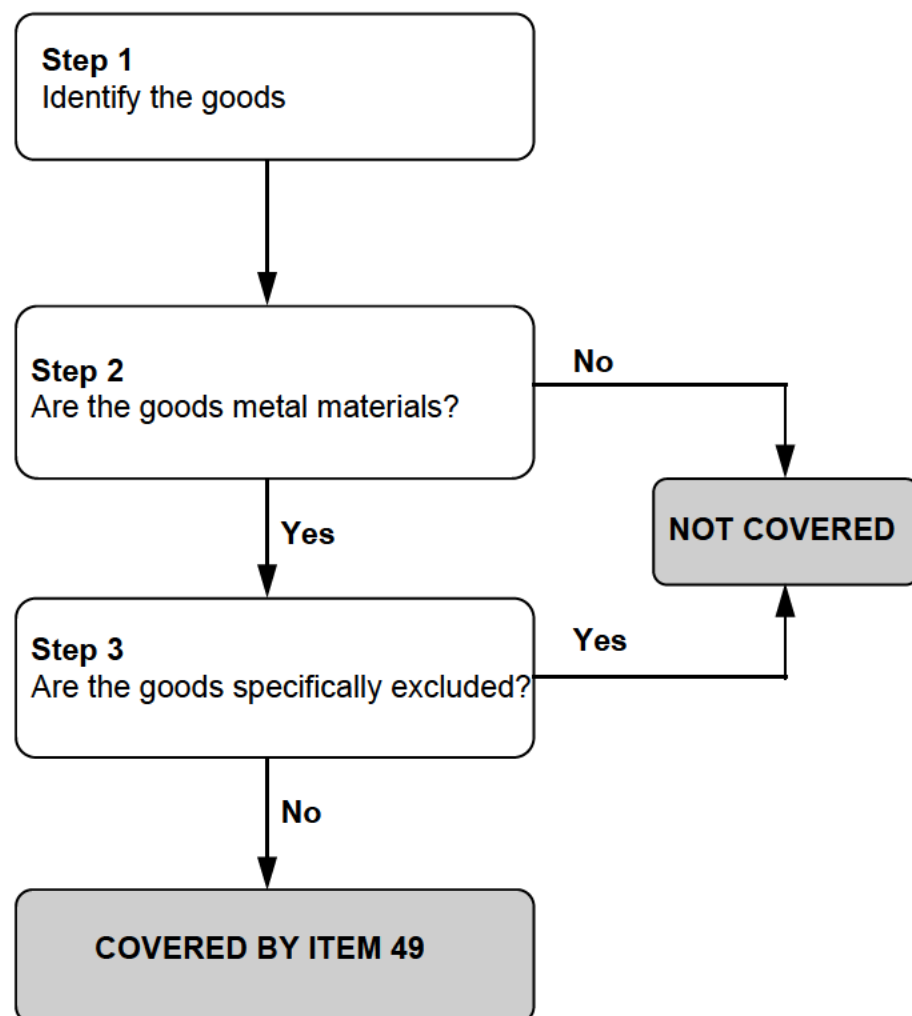 Step 1
Identify the goods
Step 2
Are the goods metal materials?
No
NOT COVERED
Yes
Step 3
Are the goods specifically excluded?
Yes
No
COVERED BY ITEM 49